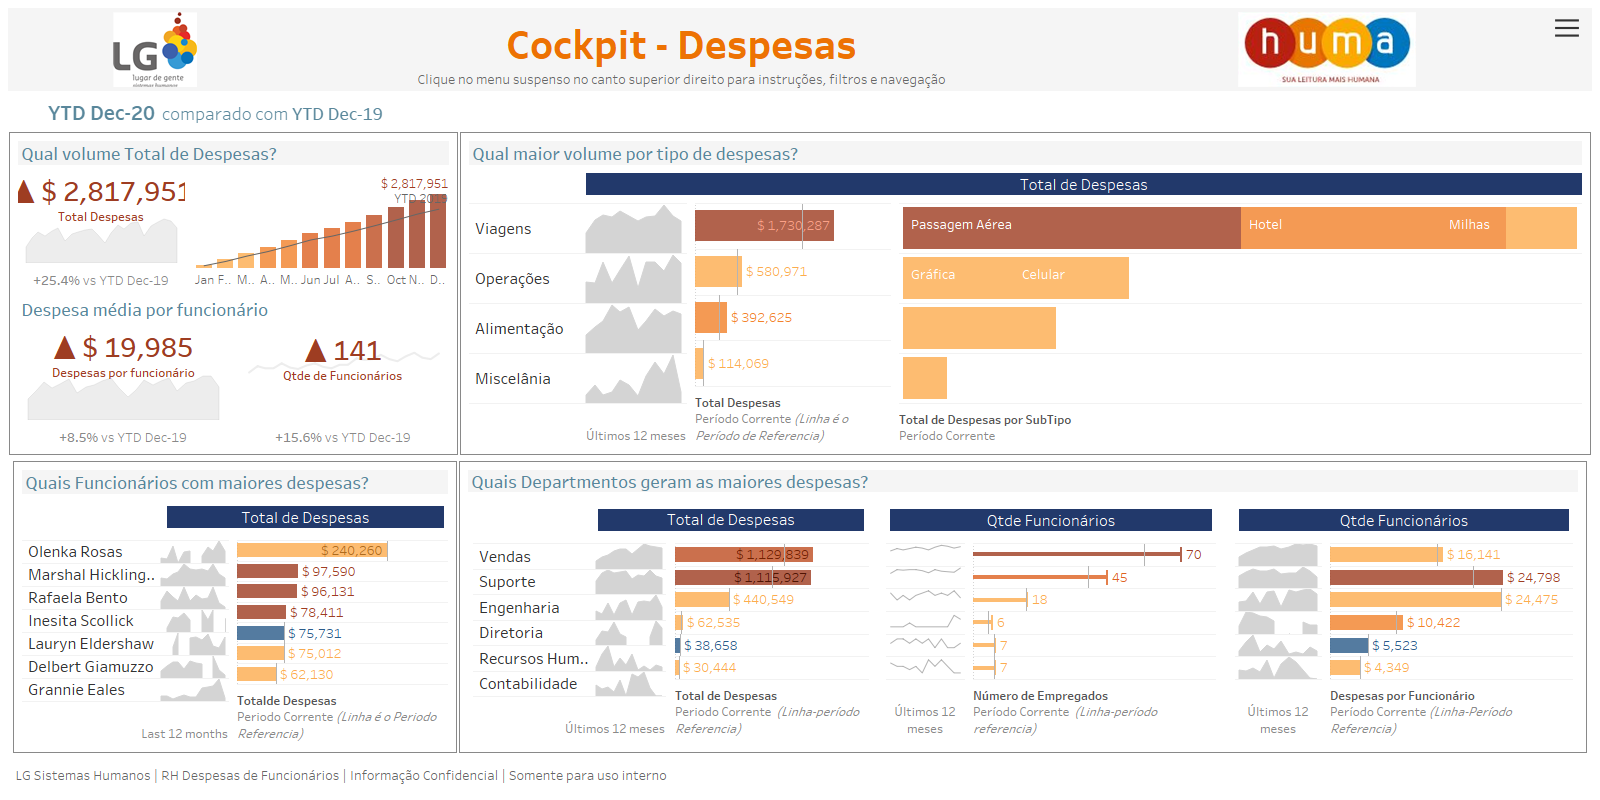 LG
lugar de gente
sistemas humanos
Cockpit - Despesas
Clique no menu suspenso no canto superior direito para instruções, filtros e navegação
huma
SUA LEITURA MAIS HUMANA
YTD Dec-20 comparado com YTD Dec-19
Qual volume Total de Despesas?
▲ $ 2,817,951
Total Despesas
+25.4% vs YTD Dec-19
$ 2,817,951
YTD 2019
Jan F.. M.. A.. M.. Jun Jul A.. S.. Oct N.. D..
Despesa média por funcionário
▲ $ 19,985
Despesas por funcionário
+8.5% vs YTD Dec-19
▲ 141
Qtde de Funcionários
+15.6% vs YTD Dec-19
Qual maior volume por tipo de despesas?
Total de Despesas
Viagens $ 1,730,287 Passagem Aérea Hotel Milhas
Operações $ 580,971 Gráfica Celular
Alimentação $ 392,625
Miscelânia $ 114,069
Últimos 12 meses
Total Despesas
Período Corrente (Linha é o
Período de Referencia)
Total de Despesas por SubTipo
Período Corrente
Quais Funcionários com maiores despesas?
Total de Despesas
Olenka Rosas $ 240,260
Marshal Hickling.. $ 97,590
Rafaela Bento $ 96,131
Inesita Scollick $ 78,411
Lauryn Eldershaw $ 75,731
Delbert Giamuzzo $ 75,012
Grannie Eales $ 62,130
Last 12 months
Totalde Despesas
Periodo Corrente (Linha é o Periodo
Referencia)
Quais Departmentos geram as maiores despesas?
Total de Despesas Qtde Funcionários Qtde Funcionários
Vendas $ 1,129,839 70 $ 16,141
Suporte $ 1,115,927 45 $ 24,798
Engenharia $ 440,549 18 $ 24,475
Diretoria $ 62,535 6 $ 10,422
Recursos Hum.. $ 38,658 7 $ 5,523
Contabilidade $ 30,444 7 $ 4,349
Últimos 12 meses
Total de Despesas
Periodo Corrente (Linha-período
Referencia)
Últimos 12
meses
Número de Empregados
Período Corrente (Linha-período
referencia)
Últimos 12
meses
Despesas por Funcionário
Período Corrente (Linha-Período
Referencia)
LG Sistemas Humanos | RH Despesas de Funcionários | Informação Confidencial | Somente para uso interno